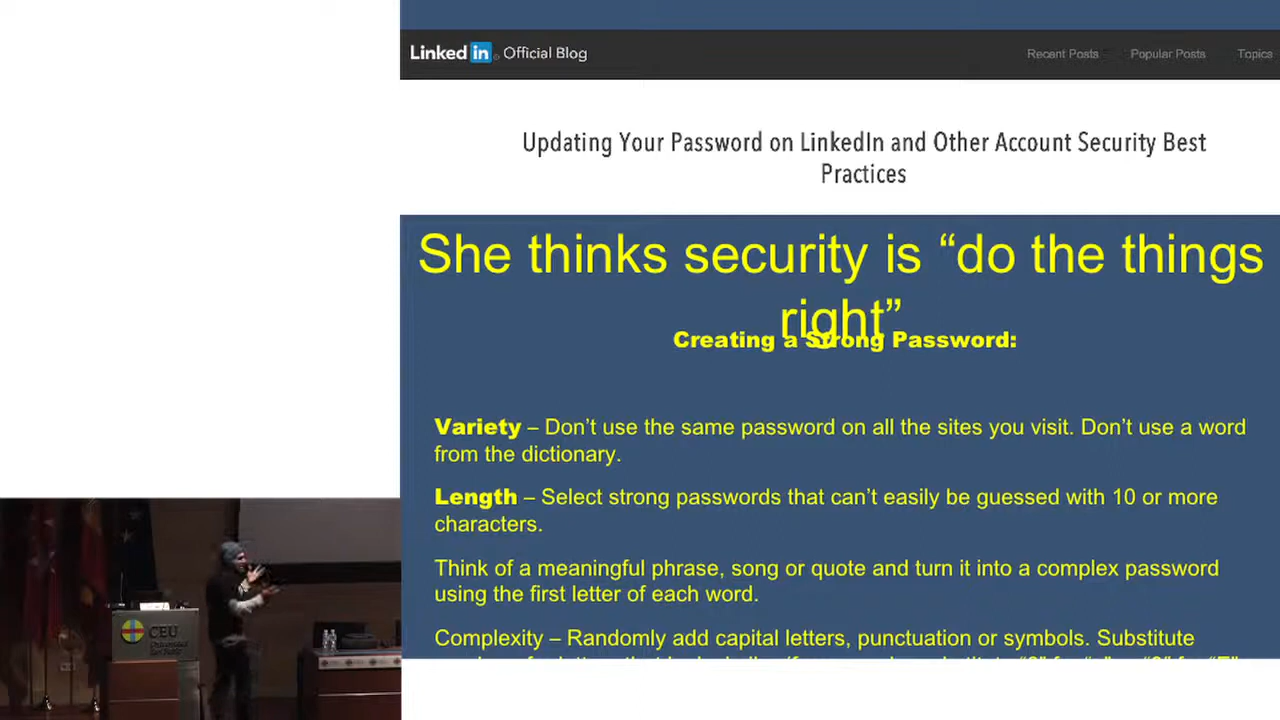 Linked in Official Blog
Recent Posts Popular Posts Topics
Updating Your Password on LinkedIn and Other Account Security Best
Practices
She thinks security is “do the things
right”
Creating a Strong Password:
Variety – Don’t use the same password on all the sites you visit. Don’t use a word
from the dictionary.
Length – Select strong passwords that can’t easily be guessed with 10 or more
characters.
Think of a meaningful phrase, song or quote and turn it into a complex password
using the first letter of each word.
Complexity – Randomly add capital letters, punctuation or symbols. Substitute
CEU